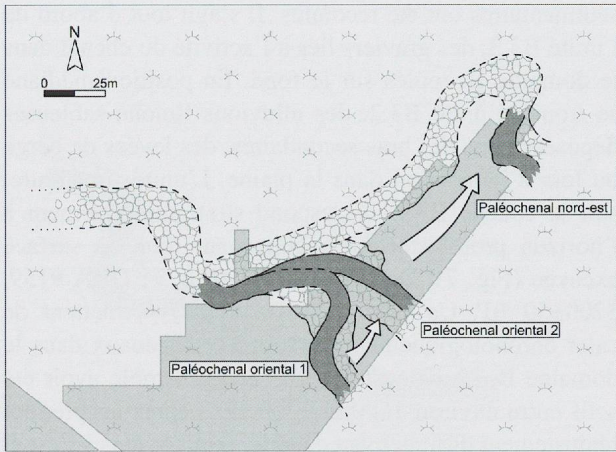 N
0 25m
Paléochenal nord-est
Paléochenal oriental 2
Paléochenal oriental 1